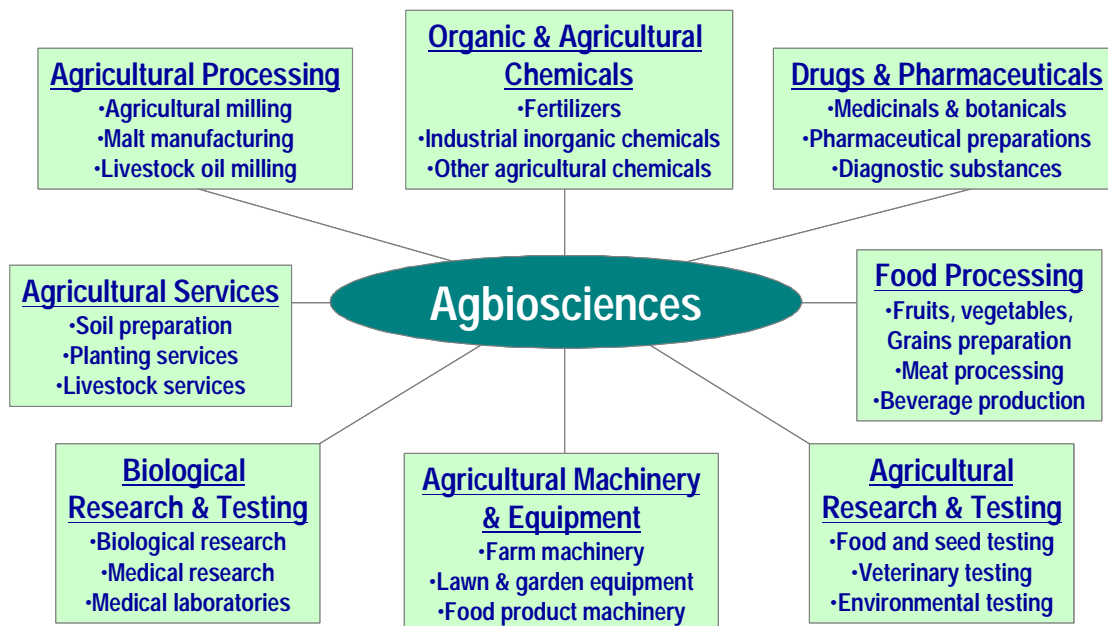 Agricultural Processing
•Agricultural milling
•Malt manufacturing
•Livestock oil milling
Organic & Agricultural
Chemicals
•Fertilizers
•Industrial inorganic chemicals
•Other agricultural chemicals
Drugs & Pharmaceuticals
•Medicinals & botanicals
•Pharmaceutical preparations
•Diagnostic substances
Agricultural Services
•Soil preparation
•Planting services
•Livestock services
Agbiosciences
Food Processing
•Fruits, vegetables,
Grains preparation
•Meat processing
•Beverage production
Biological
Research & Testing
•Biological research
•Medical research
•Medical laboratories
Agricultural Machinery
& Equipment
•Farm machinery
•Lawn & garden equipment
•Food product machinery
Agricultural
Research & Testing
•Food and seed testing
•Veterinary testing
•Environmental testing